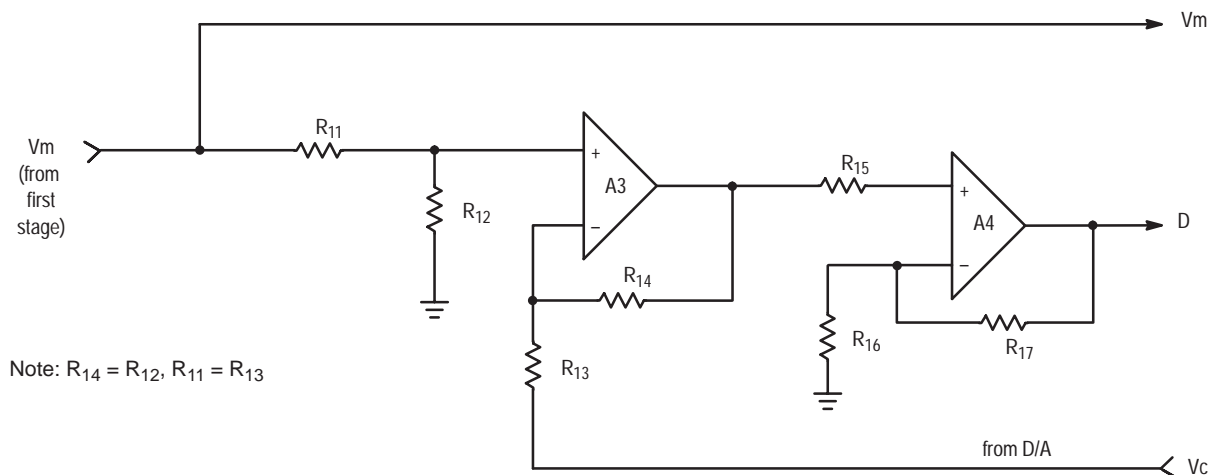 Vm
R11
Vm
(from
first
stage)
+
A3
R15
R12
−
+
A4
D
R14
−
R16
R17
R13
Note: R14 = R12, R11 = R13
from D/A
Vc